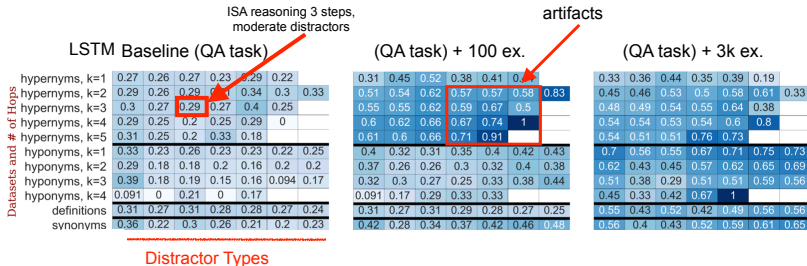 ISA reasoning 3 steps,
moderate distractors
artifacts
LSTM Baseline (QA task)
(QA task) + 100 ex.
(QA task) + 3k ex.
Datasets and # of Hops
hypernyms, k=1 0.27 0.26 0.27 0.23 0.29 0.22 0.31 0.45 0.52 0.38 0.41 0.33 0.36 0.44 0.35 0.39 0.19
hypernyms, k=2 0.29 0.26 0.29 0.34 0.3 0.33 0.51 0.54 0.62 0.57 0.57 0.58 0.83 0.45 0.46 0.53 0.5 0.58 0.61 0.33
hypernyms, k=3 0.3 0.27 0.29 0.27 0.4 0.25 0.55 0.55 0.62 0.59 0.67 0.5 0.48 0.49 0.54 0.55 0.64 0.38
hypernyms, k=4 0.29 0.25 0.2 0.25 0.29 0 0.6 0.62 0.66 0.67 0.74 1 0.54 0.54 0.53 0.54 0.6 0.8
hypernyms, k=5 0.31 0.25 0.2 0.33 0.18 0.61 0.6 0.66 0.71 0.91 0.54 0.51 0.51 0.76 0.73
hyponyms, k=1 0.33 0.23 0.26 0.23 0.23 0.22 0.25 0.4 0.32 0.31 0.35 0.4 0.42 0.43 0.7 0.56 0.55 0.67 0.71 0.75 0.73
hyponyms, k=2 0.29 0.18 0.18 0.2 0.16 0.2 0.2 0.37 0.26 0.26 0.3 0.32 0.4 0.38 0.62 0.43 0.45 0.57 0.62 0.65 0.69
hyponyms, k=3 0.39 0.18 0.19 0.15 0.16 0.094 0.17 0.32 0.3 0.27 0.25 0.33 0.38 0.44 0.51 0.38 0.29 0.51 0.51 0.59 0.56
hyponyms, k=4 0.091 0 0.21 0 0.17 0.091 0.17 0.29 0.33 0.33 0.45 0.33 0.42 0.67 1
definitions 0.31 0.27 0.31 0.28 0.28 0.27 0.24 0.31 0.27 0.31 0.29 0.28 0.27 0.25 0.55 0.43 0.52 0.42 0.49 0.56 0.56
synonyms 0.36 0.22 0.3 0.26 0.21 0.2 0.23 0.42 0.28 0.34 0.37 0.42 0.46 0.48 0.56 0.4 0.43 0.52 0.59 0.61 0.65
Distractor Types